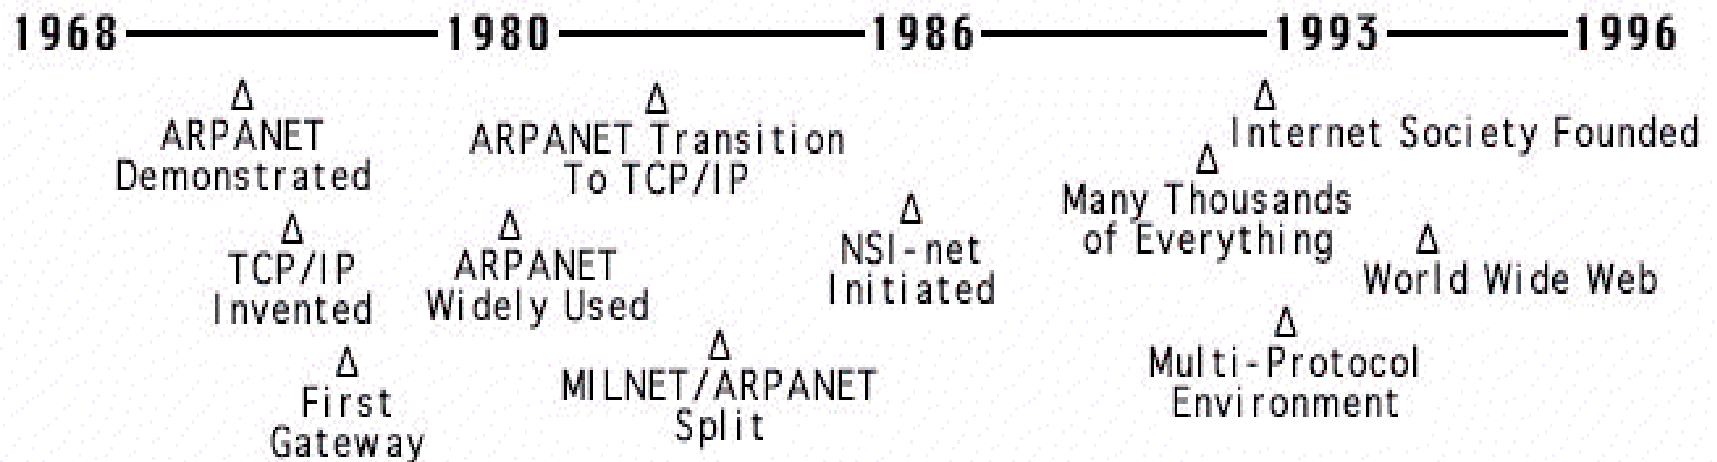 1968 1980 1986 1993 1996
Δ
ARPANET
Demonstrated
Δ
TCP/IP
Invented
Δ
First
Gateway
Δ
ARPANET Transition
To TCP/IP
Δ
ARPANET
Widely Used
Δ
MILNET/ARPANET
Split
Δ
NSI-net
Initiated
Δ
Internet Society Founded
Δ
Many Thousands
of Everything
Δ
World Wide Web
Δ
Multi-Protocol
Environment